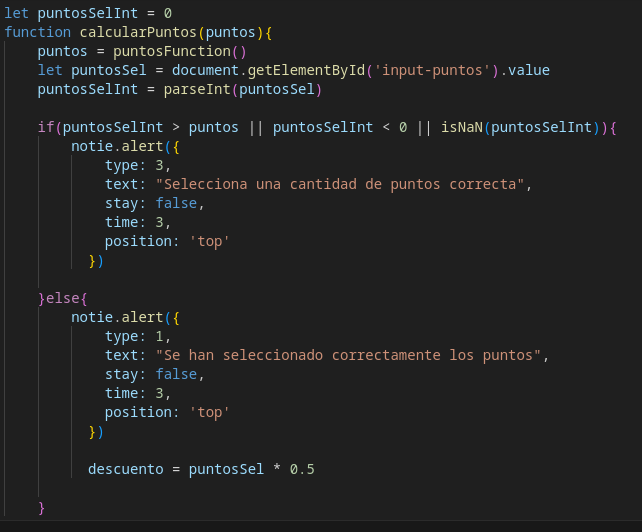 let puntosSelInt = 0
function calcularPuntos(puntos){
    puntos = puntosFunction()
    let puntosSel = document.getElementById('input-puntos').value
    puntosSelInt = parseInt(puntosSel)

    if(puntosSelInt > puntos || puntosSelInt < 0 || isNaN(puntosSelInt)){
        notie.alert({
            type: 3,
            text: "Selecciona una cantidad de puntos correcta",
            stay: false,
            time: 3,
            position: 'top'
          })

    }else{
        notie.alert({
            type: 1,
            text: "Se han seleccionado correctamente los puntos",
            stay: false,
            time: 3,
            position: 'top'
          })

          descuento = puntosSel * 0.5

    }